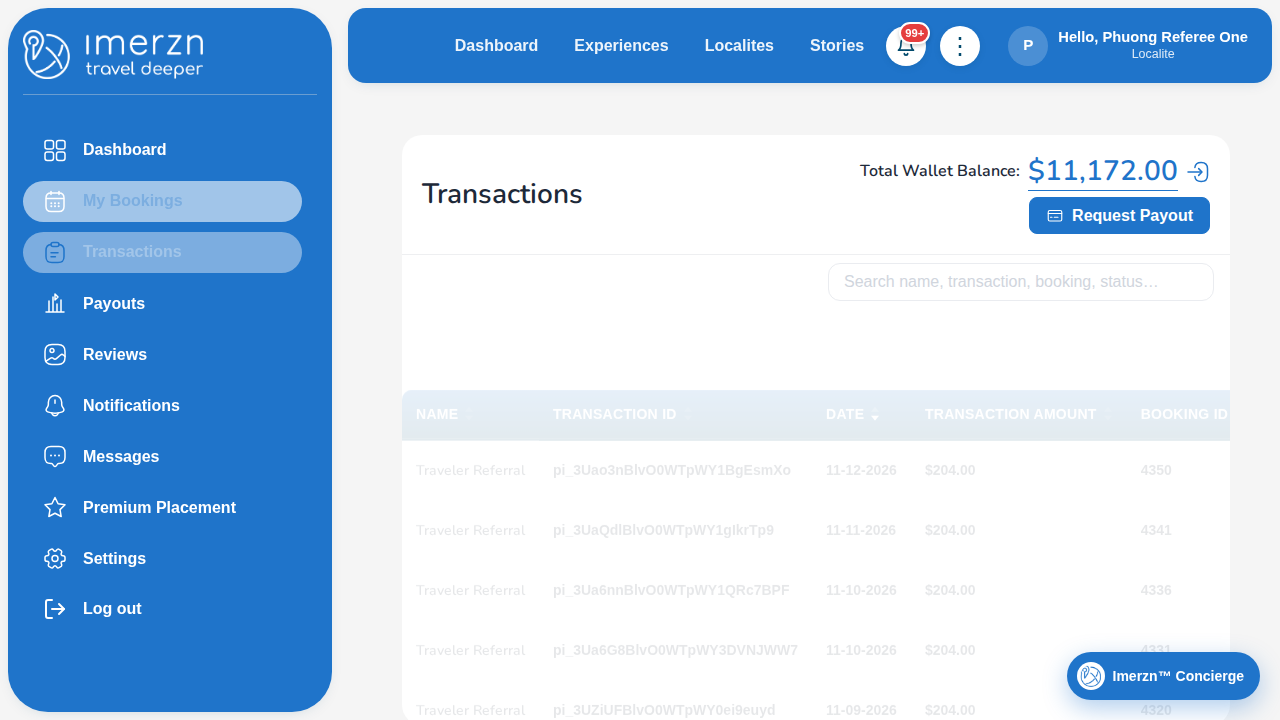 imerzn
travel deeper
Dashboard
My Bookings
Transactions
Payouts
Reviews
Notifications
Messages
Premium Placement
Settings
Log out
Dashboard Experiences Localites Stories
99+
P
Hello, Phuong Referee One
Localite
Transactions
Total Wallet Balance: $11,172.00
Request Payout
Search name, transaction, booking, status…
NAME TRANSACTION ID DATE TRANSACTION AMOUNT BOOKING ID
Traveler Referral pi_3Uao3nBlvO0WTpWY1BgEsmXo 11-12-2026 $204.00 4350
Traveler Referral pi_3UaQdlBlvO0WTpWY1gIkrTp9 11-11-2026 $204.00 4341
Traveler Referral pi_3Ua6nnBlvO0WTpWY1QRc7BPF 11-10-2026 $204.00 4336
Traveler Referral pi_3Ua6G8BlvO0WTpWY3DVNJWW7 11-10-2026 $204.00 4331
Imerzn™ Concierge
Traveler Referral pi_3UZiUFBlvO0WTpWY0ei9euyd 11-09-2026 $204.00 4320